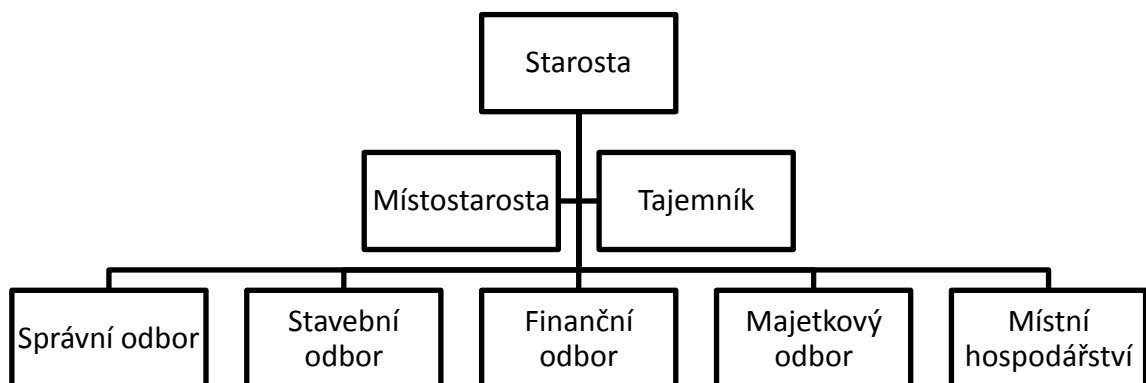 Starosta
Místostarosta
Tajemník
Správní odbor
Stavební
odbor
Finanční
odbor
Majetkový
odbor
Místní
hospodářství